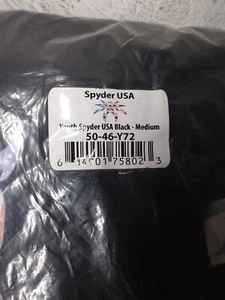 Spyder USA
Youth Spyder USA Black - Medium
50-46-Y72
6 14901 75802 3